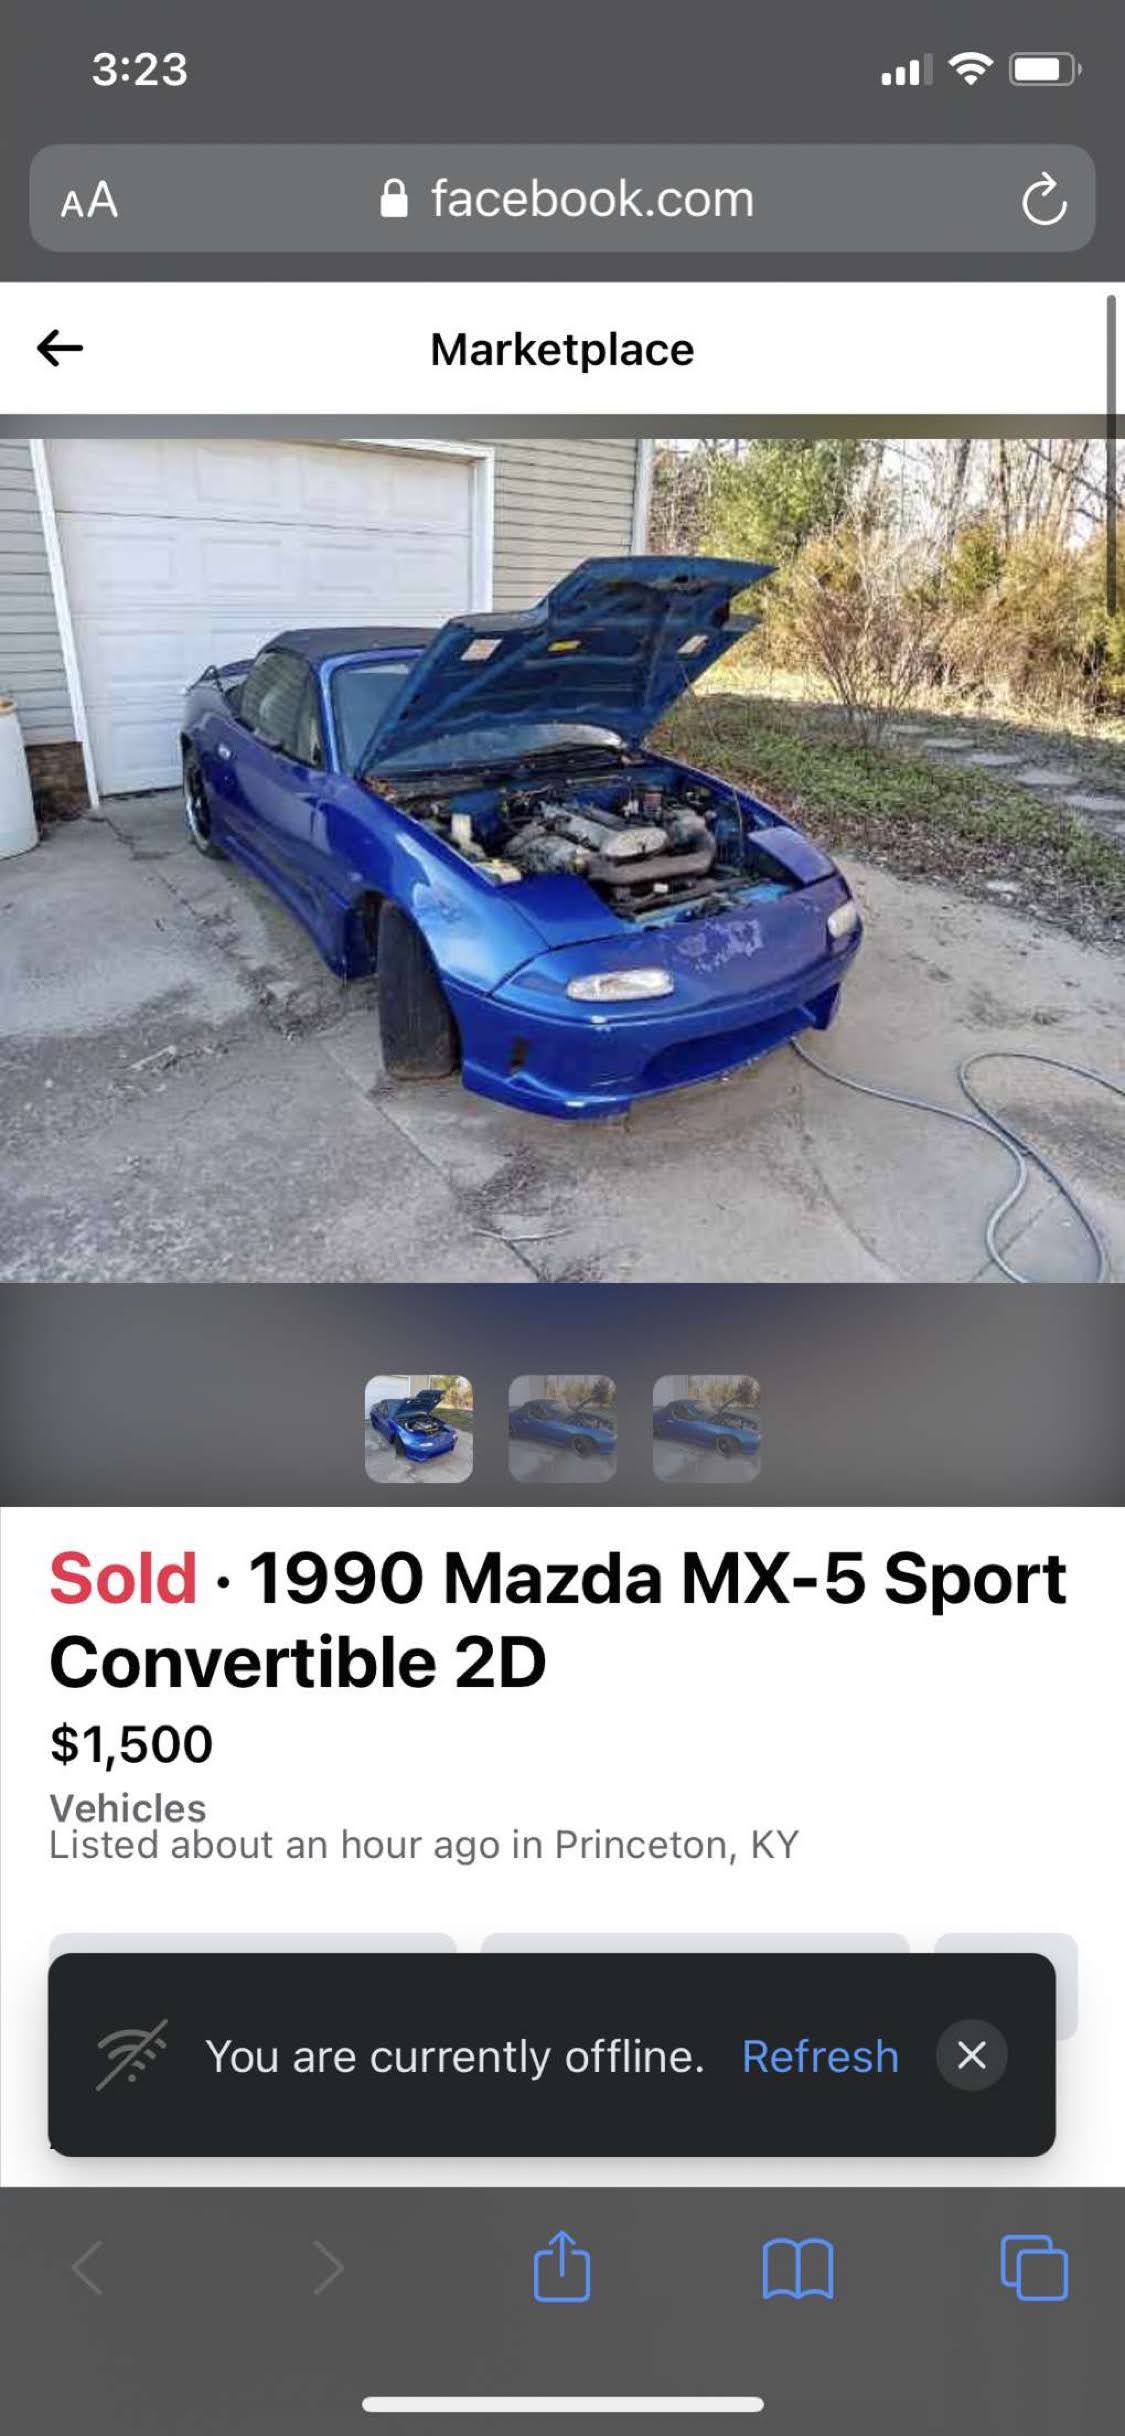 3:23
AA
facebook.com
Marketplace
Sold · 1990 Mazda MX-5 Sport
Convertible 2D
$1,500
Vehicles
Listed about an hour ago in Princeton, KY
You are currently offline. Refresh